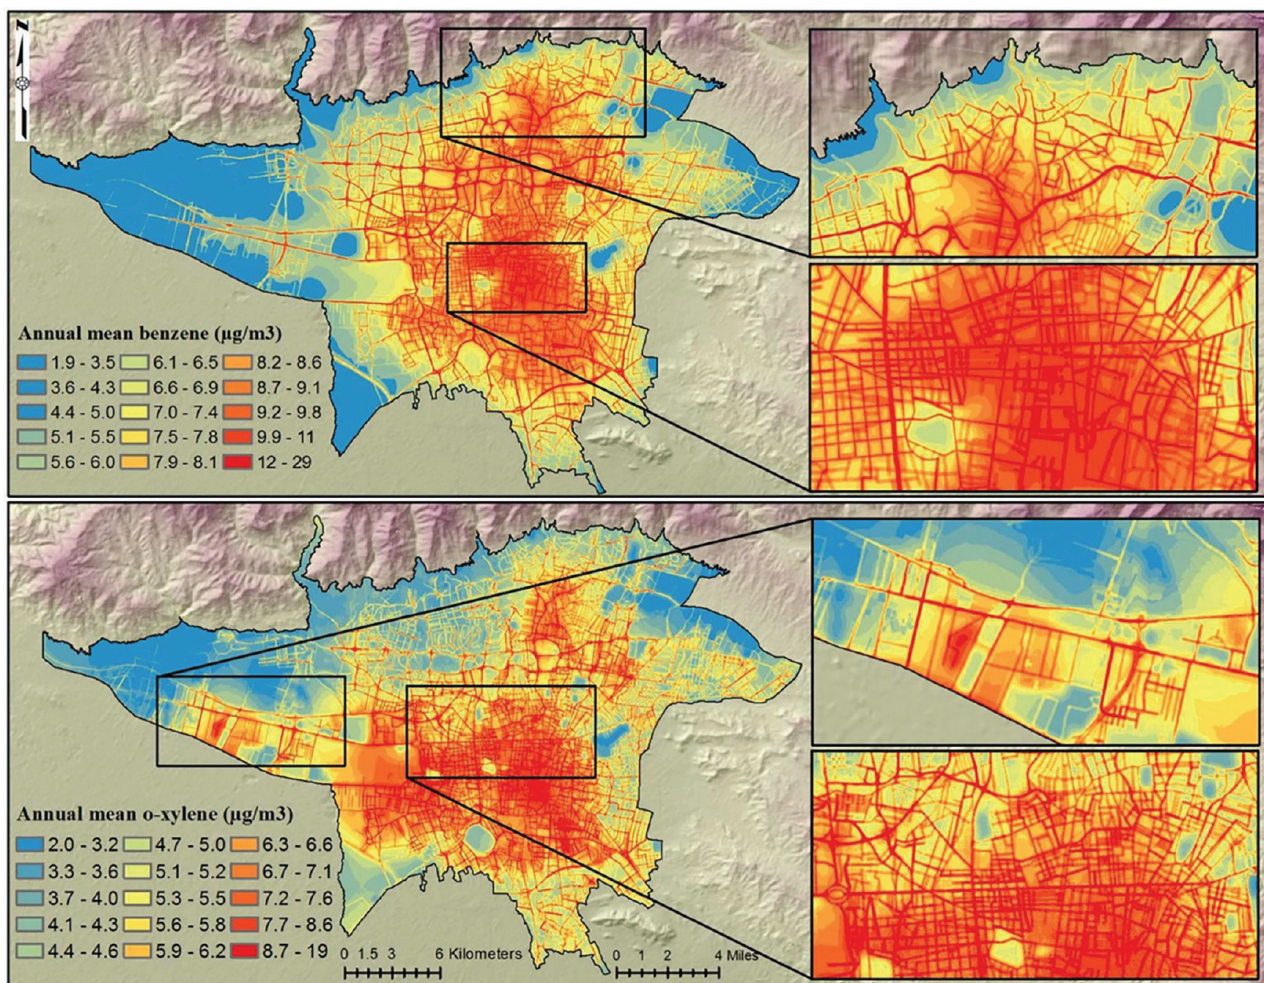 N
Annual mean benzene (µg/m3)
1.9 - 3.5 6.1 - 6.5 8.2 - 8.6
3.6 - 4.3 6.6 - 6.9 8.7 - 9.1
4.4 - 5.0 7.0 - 7.4 9.2 - 9.8
5.1 - 5.5 7.5 - 7.8 9.9 - 11
5.6 - 6.0 7.9 - 8.1 12 - 29
Annual mean o-xylene (µg/m3)
2.0 - 3.2 4.7 - 5.0 6.3 - 6.6
3.3 - 3.6 5.1 - 5.2 6.7 - 7.1
3.7 - 4.0 5.3 - 5.5 7.2 - 7.6
4.1 - 4.3 5.6 - 5.8 7.7 - 8.6
4.4 - 4.6 5.9 - 6.2 8.7 - 19
0 1.5 3 6 Kilometers
0 1 2 4 Miles